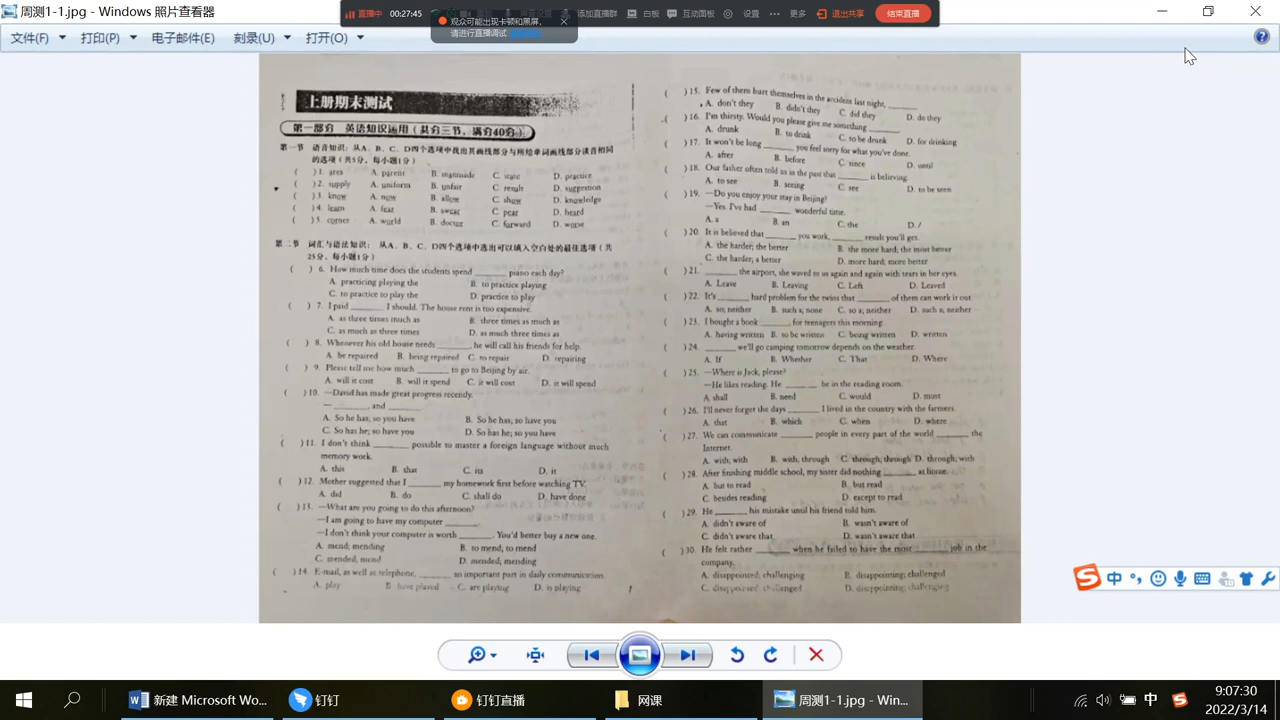 周测1-1.jpg - Windows 照片查看器
直播中 00:27:45
添加直播群 白板 互动面板 设置 更多 退出共享 结束直播
观众可能出现卡顿和黑屏,
请进行直播调试
文件(F) 打印(P) 电子邮件(E) 刻录(U) 打开(O)
上册期末测试
第一部分 英语知识运用 (共分三节, 满分40分)
第一节 语音知识: 从A、B、C、D四个选项中找出其画线部分与所给单词画线部分读音相同
的选项 (共5分, 每小题1分)
( ) 1. area A. parent B. manmade C. state D. practice
( ) 2. supply A. uniform B. unfair C. result D. suggestion
( ) 3. know A. now B. allow C. show D. knowledge
( ) 4. learn A. fear B. swear C. pear D. heard
( ) 5. corner A. world B. doctor C. forward D. worse
第二节 词汇与语法知识: 从A、B、C、D四个选项中选出可以填入空白处的最佳选项 (共
25分, 每小题1分)
( ) 6. How much time does the students spend ______ piano each day?
A. practicing playing the B. to practice playing
C. to practice to play the D. practice to play
( ) 7. I paid ______ I should. The house rent is too expensive.
A. as three times much as B. three times as much as
C. as much as three times D. as much three times as
( ) 8. Whenever his old house needs ______, he will call his friends for help.
A. be repaired B. being repaired C. to repair D. repairing
( ) 9. Please tell me how much ______ to go to Beijing by air.
A. will it cost B. will it spend C. it will cost D. it will spend
( ) 10. —David has made great progress recently.
— ______, and ______.
A. So he has; so you have B. So he has; so have you
C. So has he; so have you D. So has he; so you have
( ) 11. I don't think ______ possible to master a foreign language without much
memory work.
A. this B. that C. its D. it
( ) 12. Mother suggested that I ______ my homework first before watching TV.
A. did B. do C. shall do D. have done
( ) 13. —What are you going to do this afternoon?
—I am going to have my computer ______.
—I don't think your computer is worth ______. You'd better buy a new one.
A. mend; mending B. to mend, to mend
C. mended, mend D. mended; mending
( ) 14. E-mail, as well as telephone, ______ an important part in daily communication.
A. play B. have played C. are playing D. is playing
( ) 15. Few of them hurt themselves in the accident last night, ______
A. don't they B. didn't they C. did they D. do they
( ) 16. I'm thirsty. Would you please give me something ______
A. drunk B. to drink C. to be drunk D. for drinking
( ) 17. It won't be long ______ you feel sorry for what you've done.
A. after B. before C. since D. until
( ) 18. Our father often told us in the past that ______ is believing.
A. to see B. seeing C. see D. to be seen
( ) 19. —Do you enjoy your stay in Beijing?
—Yes. I've had ______ wonderful time.
A. a B. an C. the D. /
( ) 20. It is believed that ______ you work, ______ result you'll get.
A. the harder; the better B. the more hard; the more better
C. the harder; a better D. more hard; more better
( ) 21. ______ the airport, she waved to us again and again with tears in her eyes.
A. Leave B. Leaving C. Left D. Leaved
( ) 22. It's ______ hard problem for the twins that ______ of them can work it out.
A. so; neither B. such a; none C. so a; neither D. such a; neither
( ) 23. I bought a book ______ for teenagers this morning.
A. having written B. to be written C. being written D. written
( ) 24. ______ we'll go camping tomorrow depends on the weather.
A. If B. Whether C. That D. Where
( ) 25. —Where is Jack, please?
—He likes reading. He ______ be in the reading room.
A. shall B. need C. would D. must
( ) 26. I'll never forget the days ______ I lived in the country with the farmers.
A. that B. which C. when D. where
( ) 27. We can communicate ______ people in every part of the world ______ the
Internet.
A. with, with B. with, through C. through; through D. through; with
( ) 28. After finishing middle school, my sister did nothing ______ at home.
A. but to read B. but read
C. besides reading D. except to read
( ) 29. He ______ his mistake until his friend told him.
A. didn't aware of B. wasn't aware of
C. didn't aware that D. wasn't aware that
( ) 30. He felt rather ______ when he failed to have the most ______ job in the
company.
A. disappointed; challenging B. disappointing; challenged
C. disappointed; challenged D. disappointing; challenging
中
新建 Microsoft Wo... 钉钉 钉钉直播 网课 周测1-1.jpg - Win... 中
9:07:30
2022/3/14